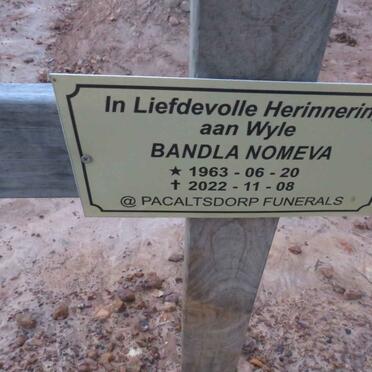 In Liefdevolle Herinnerin
aan Wyle
BANDLA NOMEVA
★ 1963 - 06 - 20
✝ 2022 - 11 - 08
@ PACALTSDORP FUNERALS